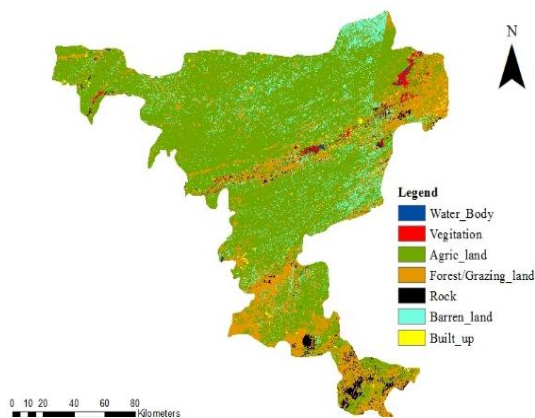 N
Legend
Water_Body
Vegitation
Agric_land
Forest/Grazing_land
Rock
Barren_land
Built_up
0 10 20 40 60 80
Kilometers